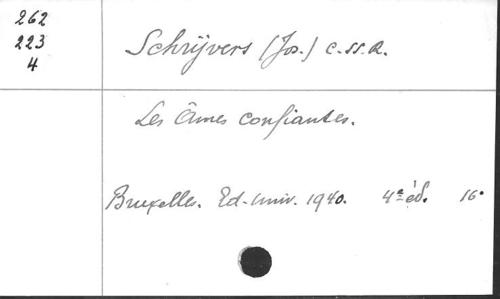 262
223
4
Schrijvers (Jos.) c.ss.R.
Les Âmes confiantes.
Bruxelles. Ed-Univ. 1940. 4e éd. 16°